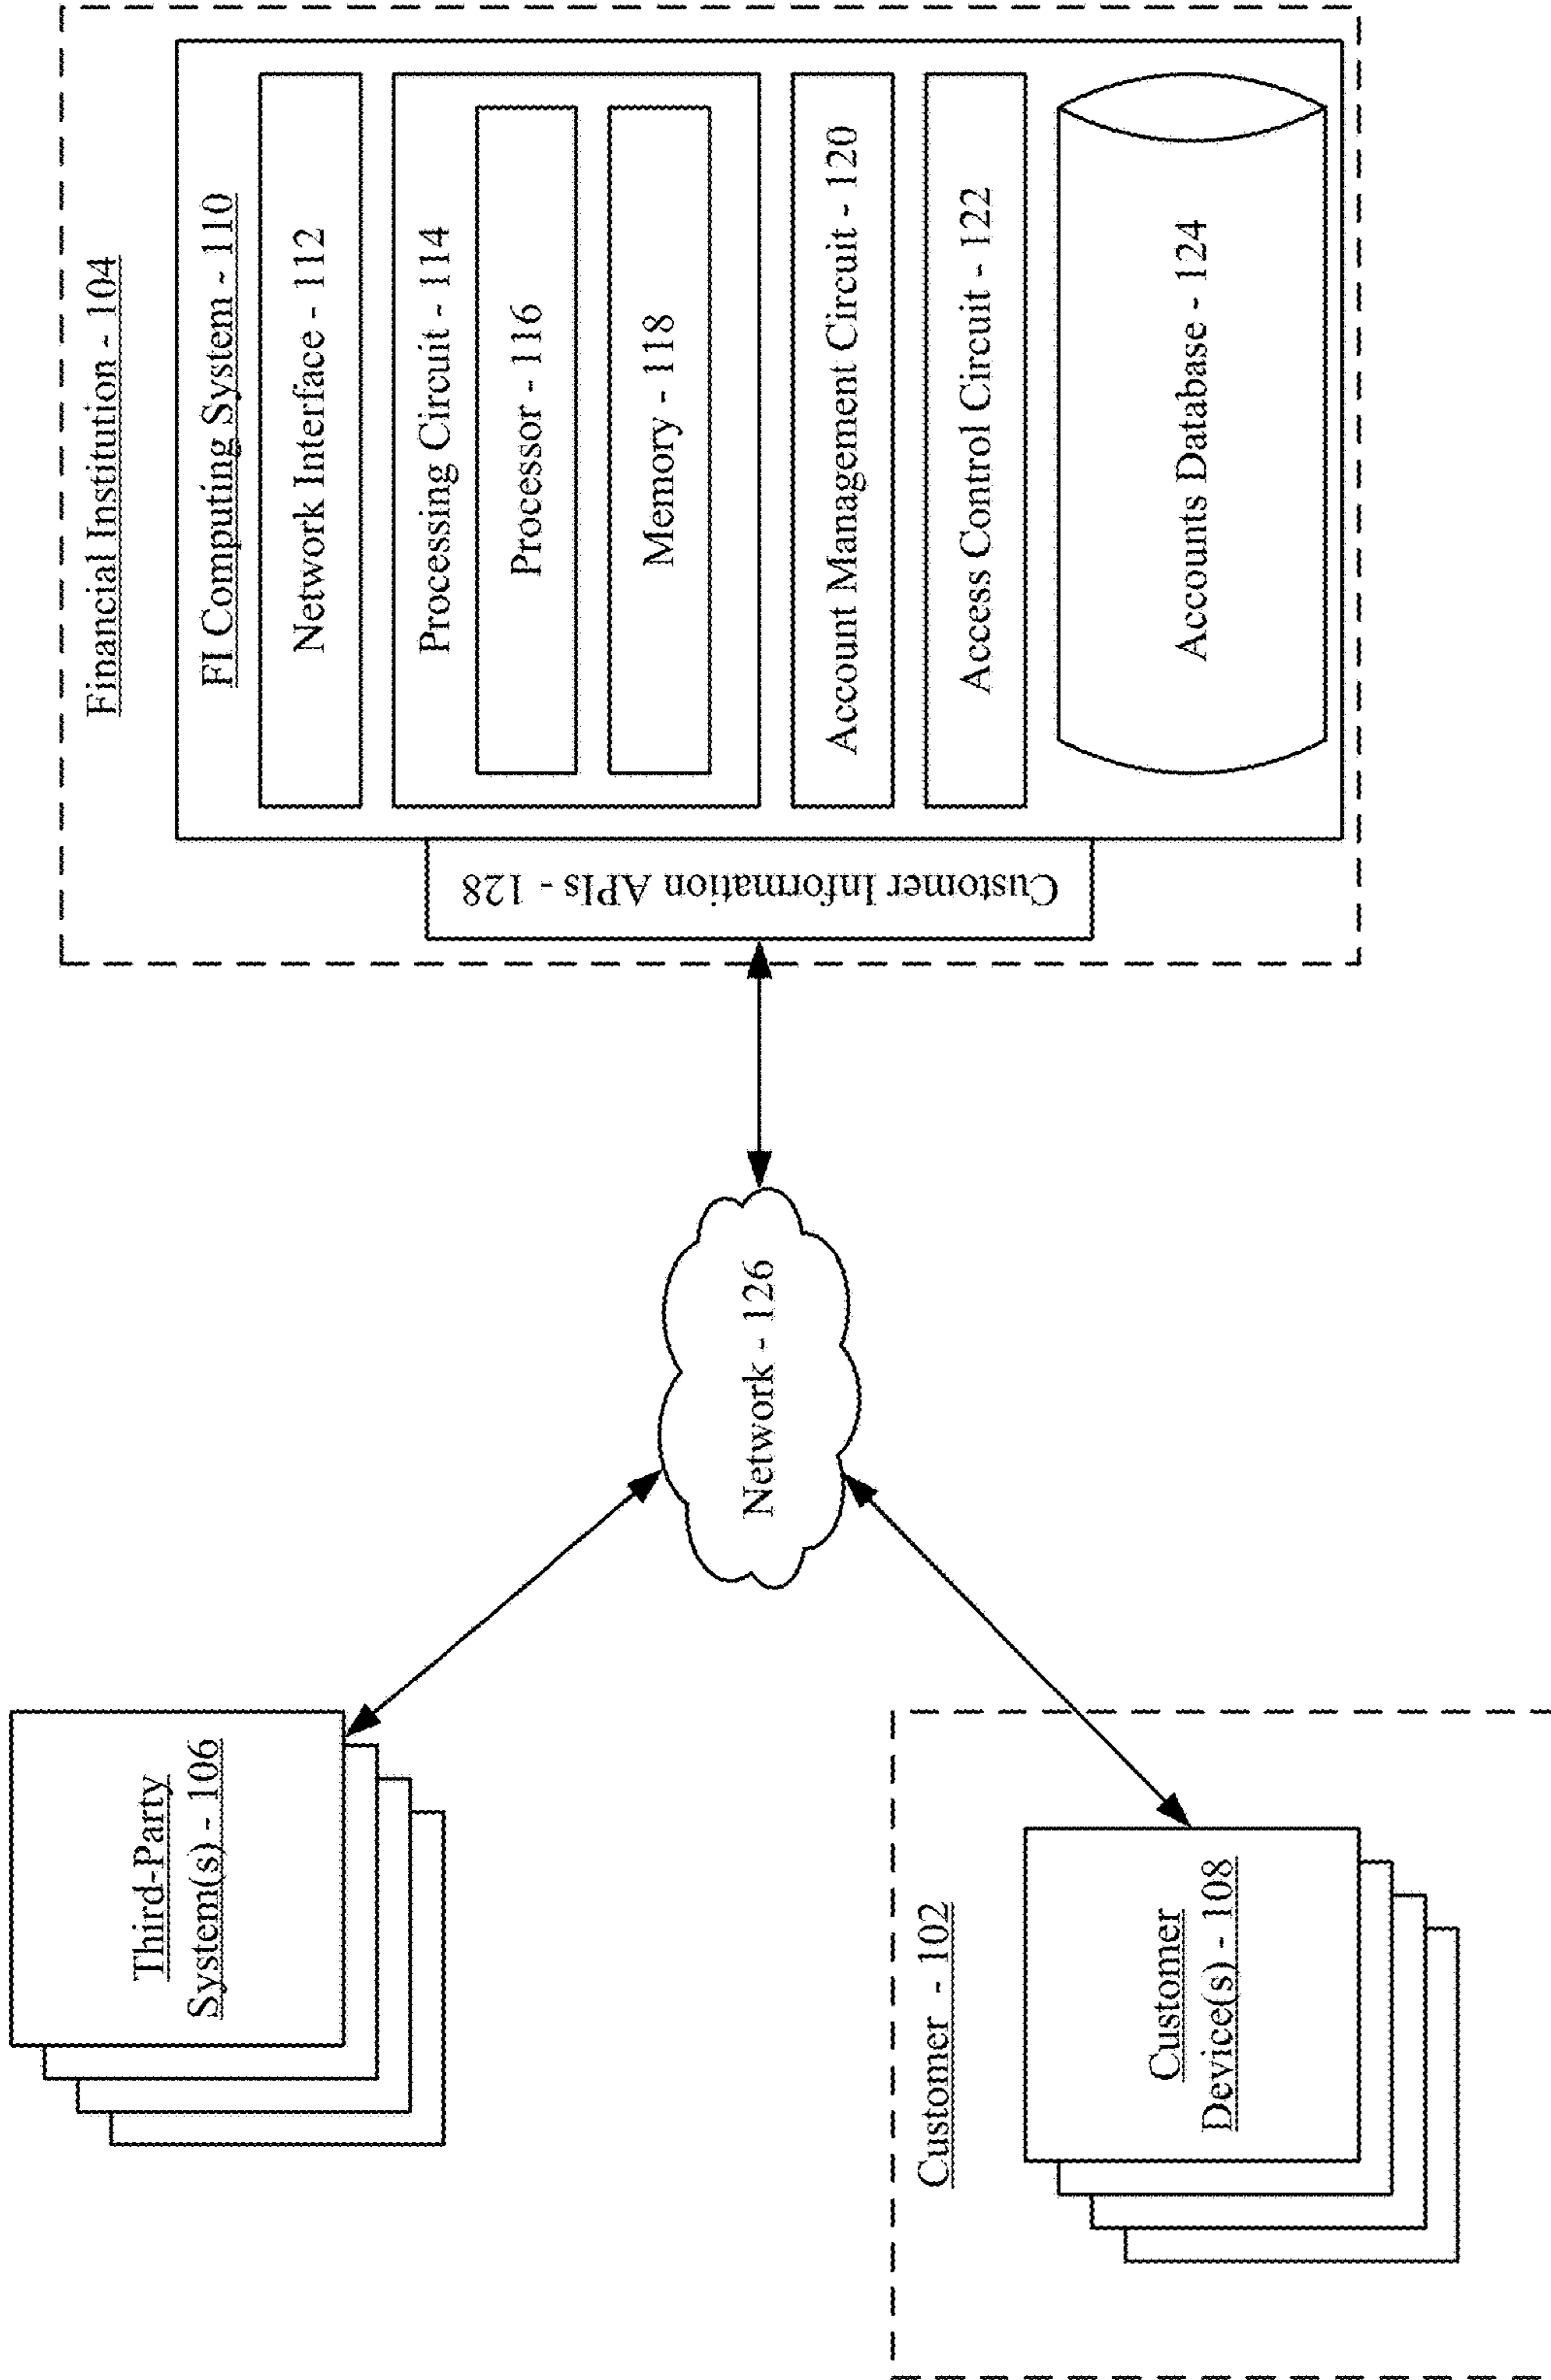 Third-Party
System(s) - 106
Customer - 102
Customer
Device(s) - 108
Network - 126
Financial Institution - 104
Customer Information APIs - 128
FI Computing System - 110
Network Interface - 112
Processing Circuit - 114
Processor - 116
Memory - 118
Account Management Circuit - 120
Access Control Circuit - 122
Accounts Database - 124